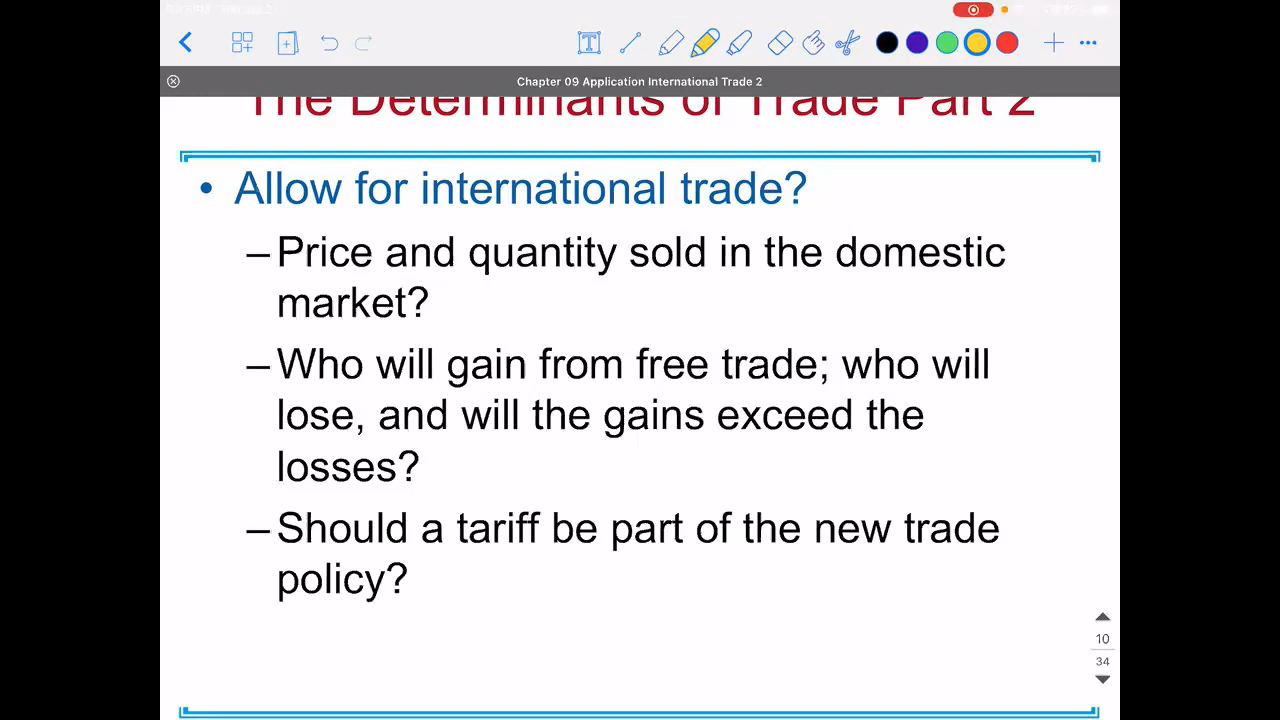 Chapter 09 Application International Trade 2
The Determinants of Trade Part 2
• Allow for international trade?
–Price and quantity sold in the domestic
market?
–Who will gain from free trade; who will
lose, and will the gains exceed the
losses?
–Should a tariff be part of the new trade
policy?
10
34